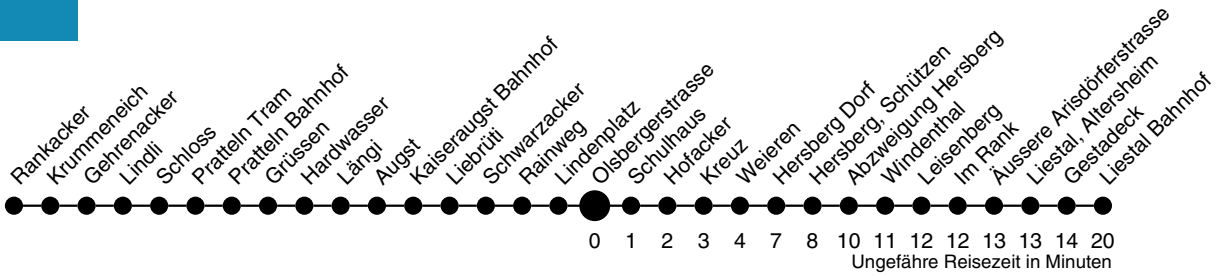 Rankacker
Krummeneich
Gehrenacker
Lindli
Schloss
Pratteln Tram
Pratteln Bahnhof
Grüssen
Hardwasser
Längi
Augst
Kaiseraugst Bahnhof
Liebrüti
Schwarzacker
Rainweg
Lindenplatz
Olsbergerstrasse
Schulhaus
Hofacker
Kreuz
Weieren
Hersberg Dorf
Hersberg, Schützen
Abzweigung Hersberg
Windenthal
Leisenberg
Im Rank
Äussere Arisdörferstrasse
Liestal, Altersheim
Gestadeck
Liestal Bahnhof
0 1 2 3 4 7 8 10 11 12 12 13 13 14 20
Ungefähre Reisezeit in Minuten